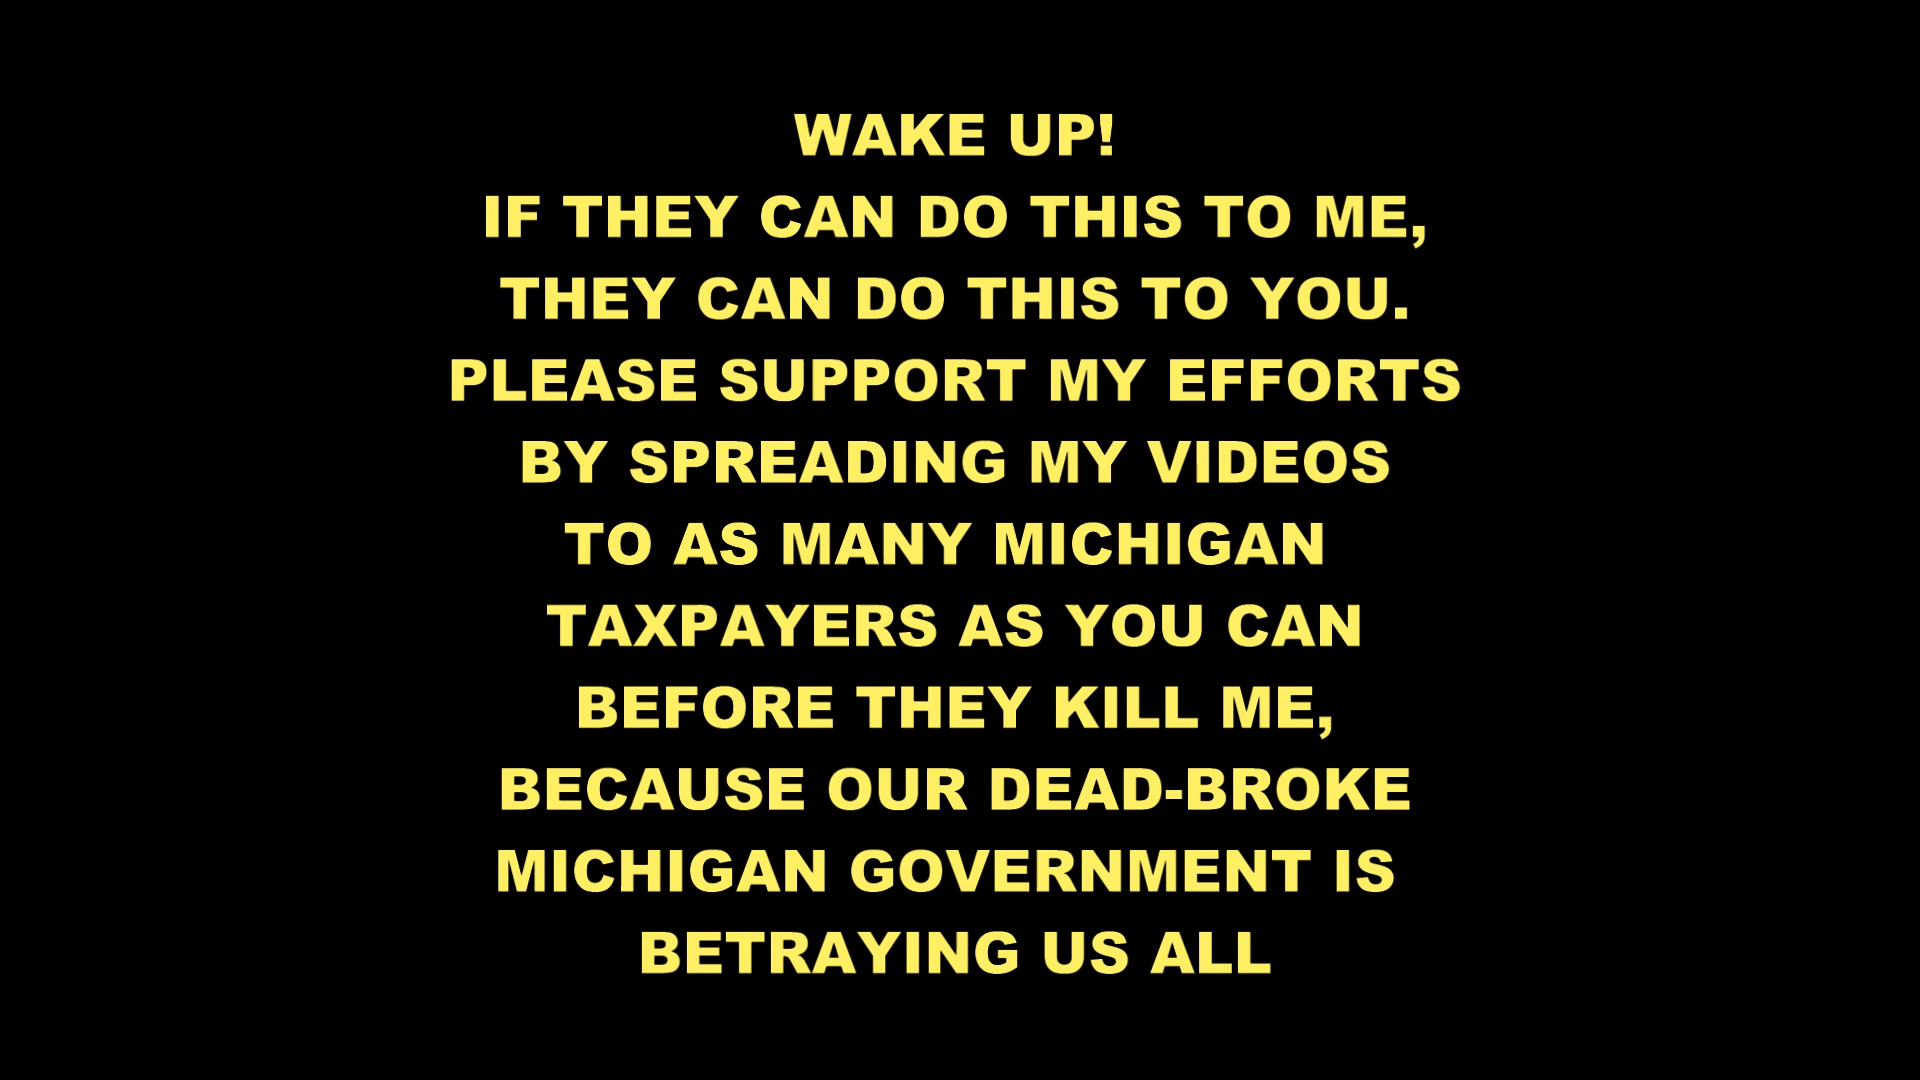 WAKE UP!
IF THEY CAN DO THIS TO ME,
THEY CAN DO THIS TO YOU.
PLEASE SUPPORT MY EFFORTS
BY SPREADING MY VIDEOS
TO AS MANY MICHIGAN
TAXPAYERS AS YOU CAN
BEFORE THEY KILL ME,
BECAUSE OUR DEAD-BROKE
MICHIGAN GOVERNMENT IS
BETRAYING US ALL